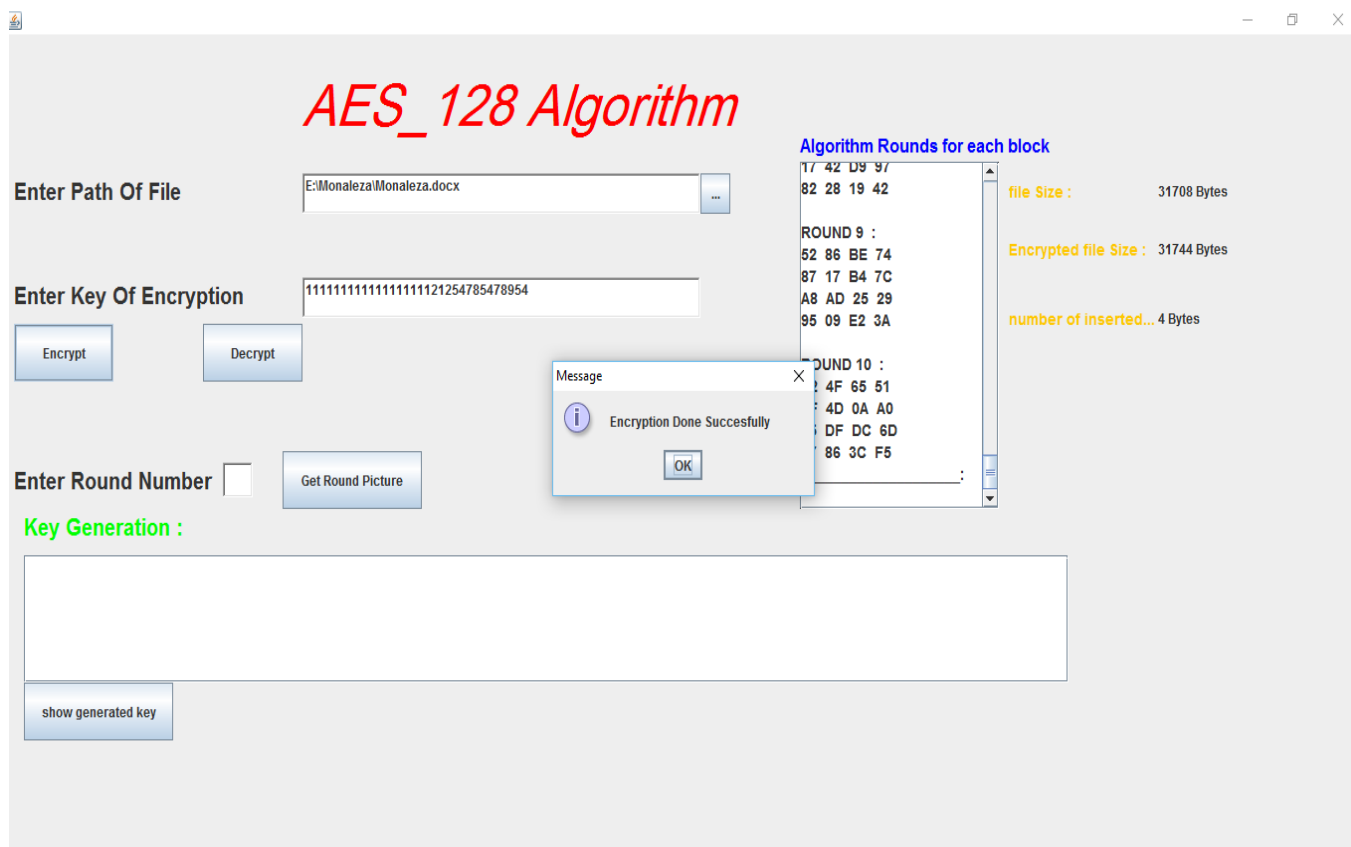 AES_128 Algorithm
Algorithm Rounds for each block
Enter Path Of File
E:\Monaleza\Monaleza.docx
...
17 42 D9 97
82 28 19 42
ROUND 9 :
52 86 BE 74
87 17 B4 7C
A8 AD 25 29
95 09 E2 3A
ROUND 10 :
4F 65 51
4D 0A A0
DF DC 6D
86 3C F5
:
file Size : 31708 Bytes
Encrypted file Size : 31744 Bytes
number of inserted... 4 Bytes
Enter Key Of Encryption
Encrypt
Decrypt
Message
Encryption Done Succesfully
OK
Enter Round Number
Get Round Picture
Key Generation :
show generated key